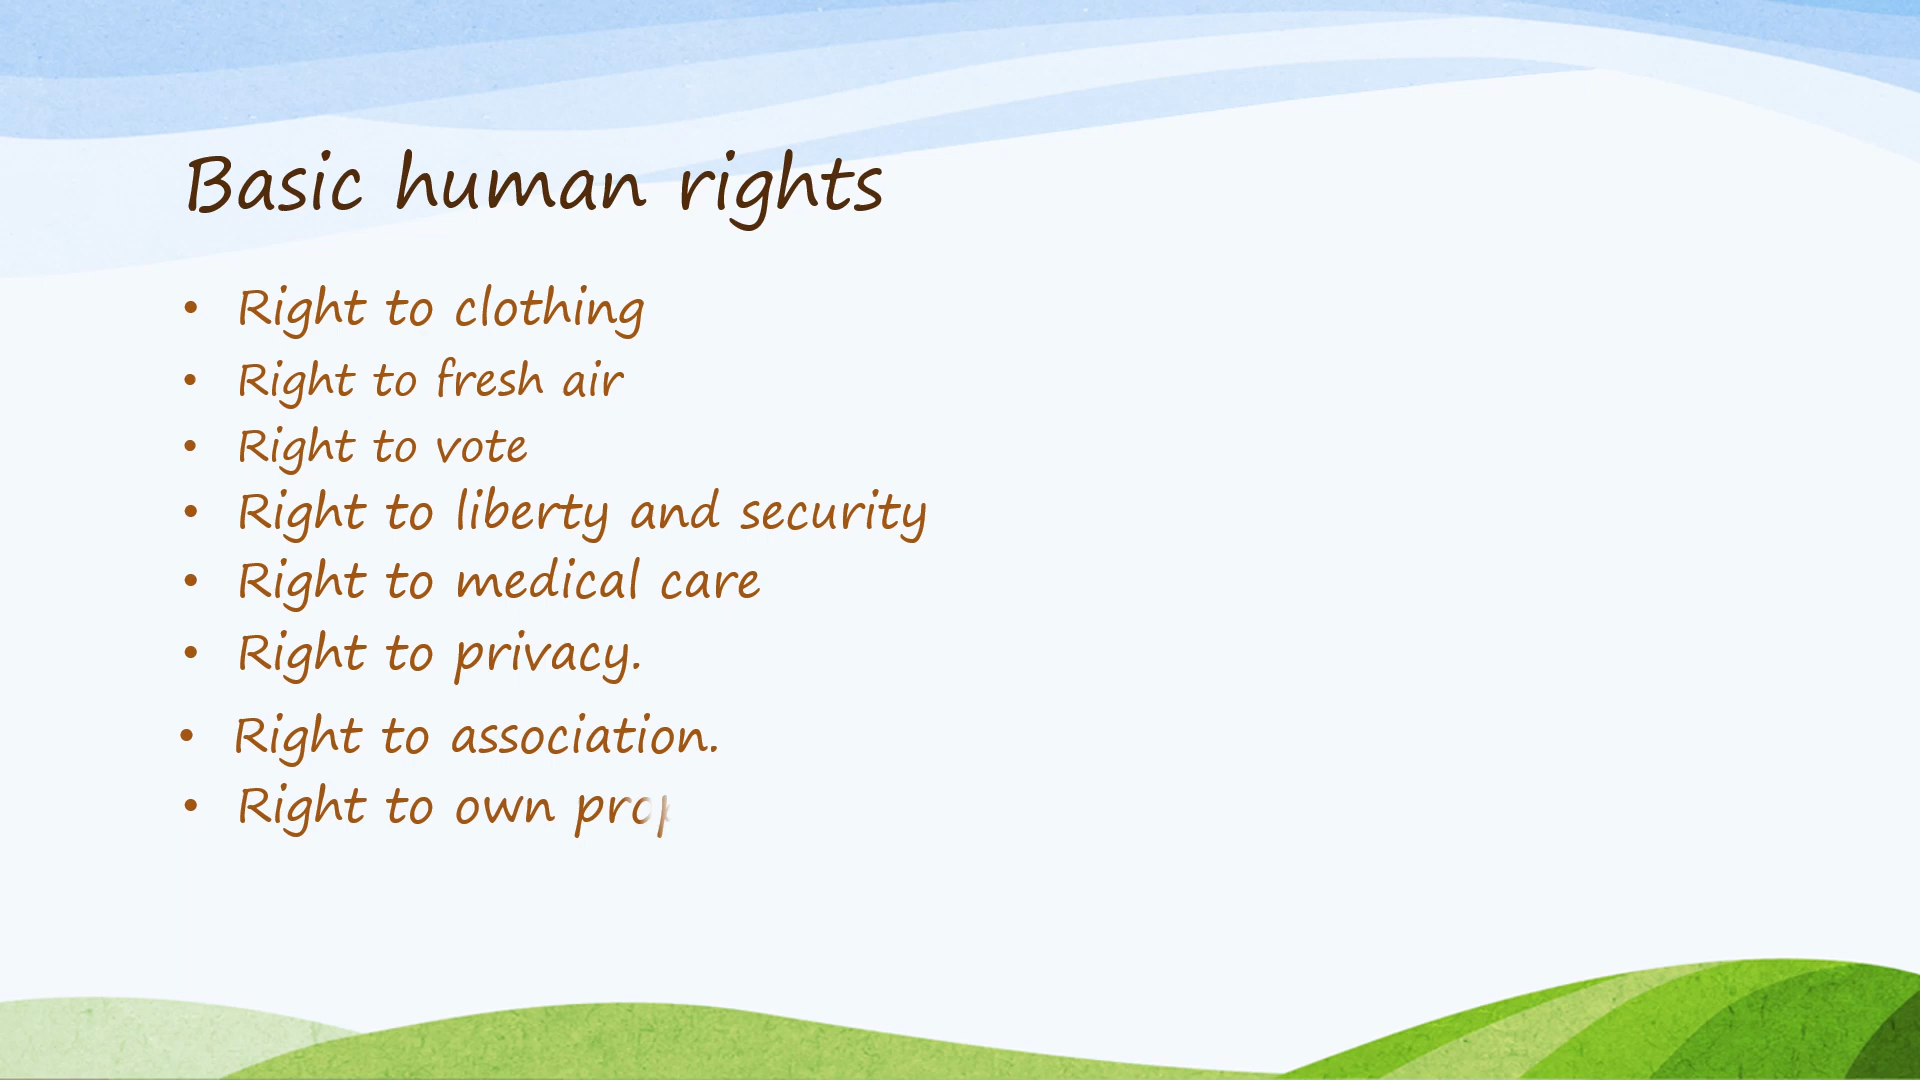 Basic human rights
• Right to clothing
• Right to fresh air
• Right to vote
• Right to liberty and security
• Right to medical care
• Right to privacy.
• Right to association.
• Right to own